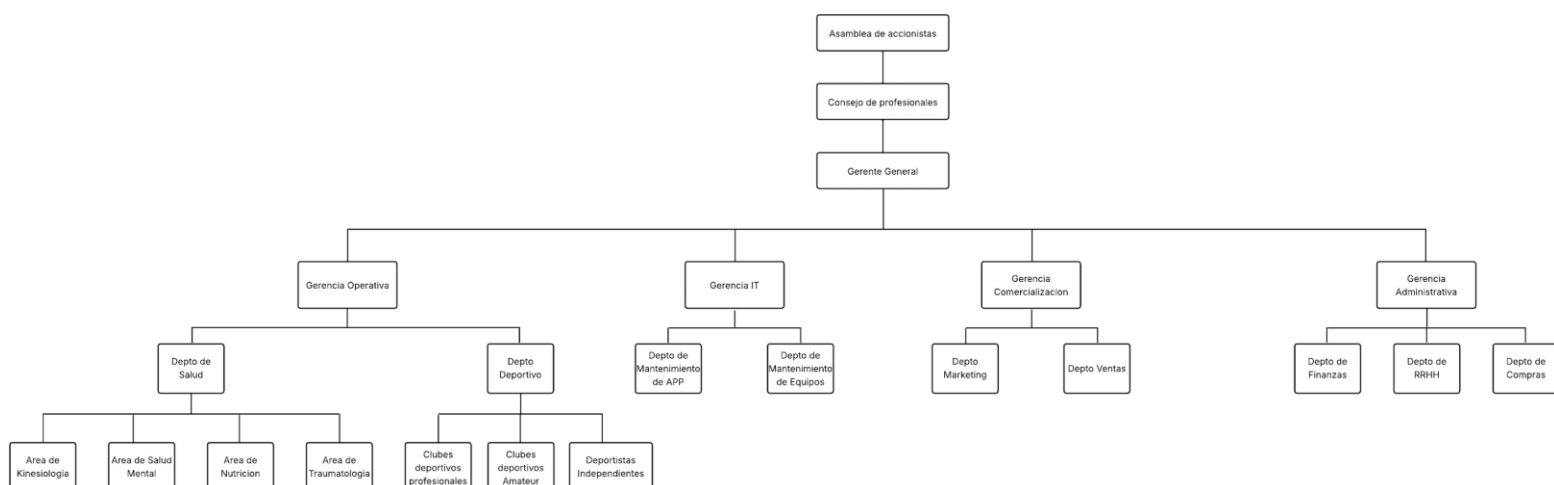 Asamblea de accionistas
Consejo de profesionales
Gerente General
Gerencia Operativa
Gerencia IT
Gerencia
Comercializacion
Gerencia
Administrativa
Depto de
Salud
Depto
Deportivo
Depto de
Mantenimiento
de APP
Depto de
Mantenimiento
de Equipos
Depto
Marketing
Depto Ventas
Depto de
Finanzas
Depto de
RRHH
Depto de
Compras
Area de
Kinesiologia
Area de Salud
Mental
Area de
Nutricion
Area de
Traumatologia
Clubes
deportivos
profesionales
Clubes
deportivos
Amateur
Deportistas
Independientes